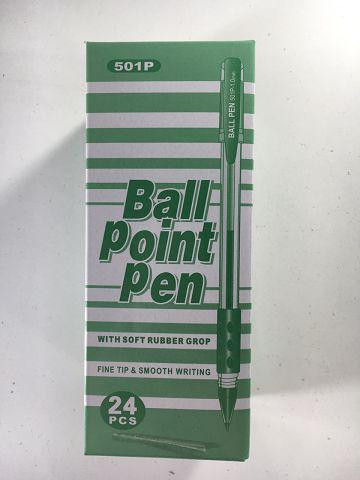 501P
BALL PEN 501P-1.0mm
Ball
Point
Pen
WITH SOFT RUBBER GROP
FINE TIP & SMOOTH WRITING
24
PCS